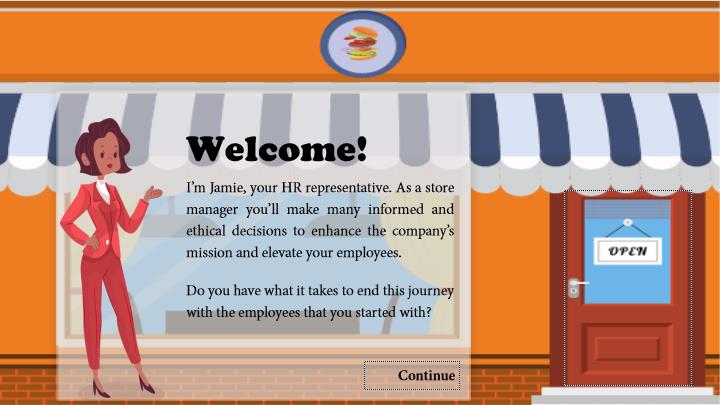 Welcome!
I'm Jamie, your HR representative. As a store
manager you'll make many informed and
ethical decisions to enhance the company's
mission and elevate your employees.
Do you have what it takes to end this journey
with the employees that you started with?
Continue
OPEN